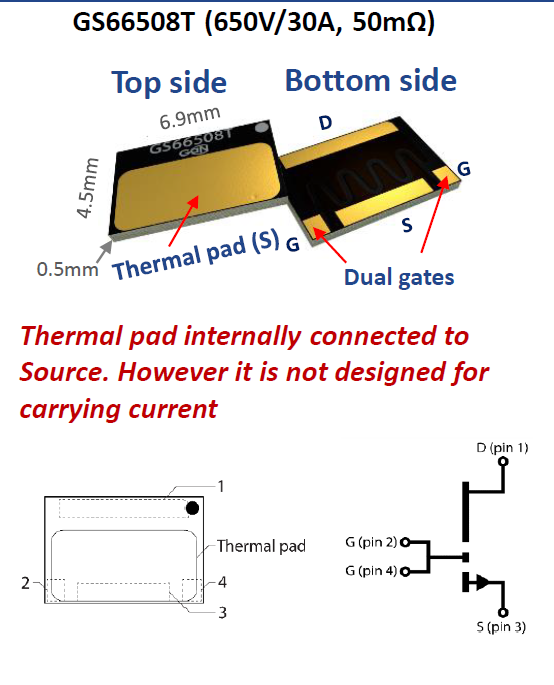 GS66508T (650V/30A, 50mΩ)
Top side
Bottom side
6.9mm
D
GS66508T
GaN
4.5mm
G
S
0.5mm
Thermal pad (S)
G
Dual gates
Thermal pad internally connected to
Source. However it is not designed for
carrying current
D (pin 1)
1
Thermal pad
G (pin 2)
G (pin 4)
2
4
3
S (pin 3)